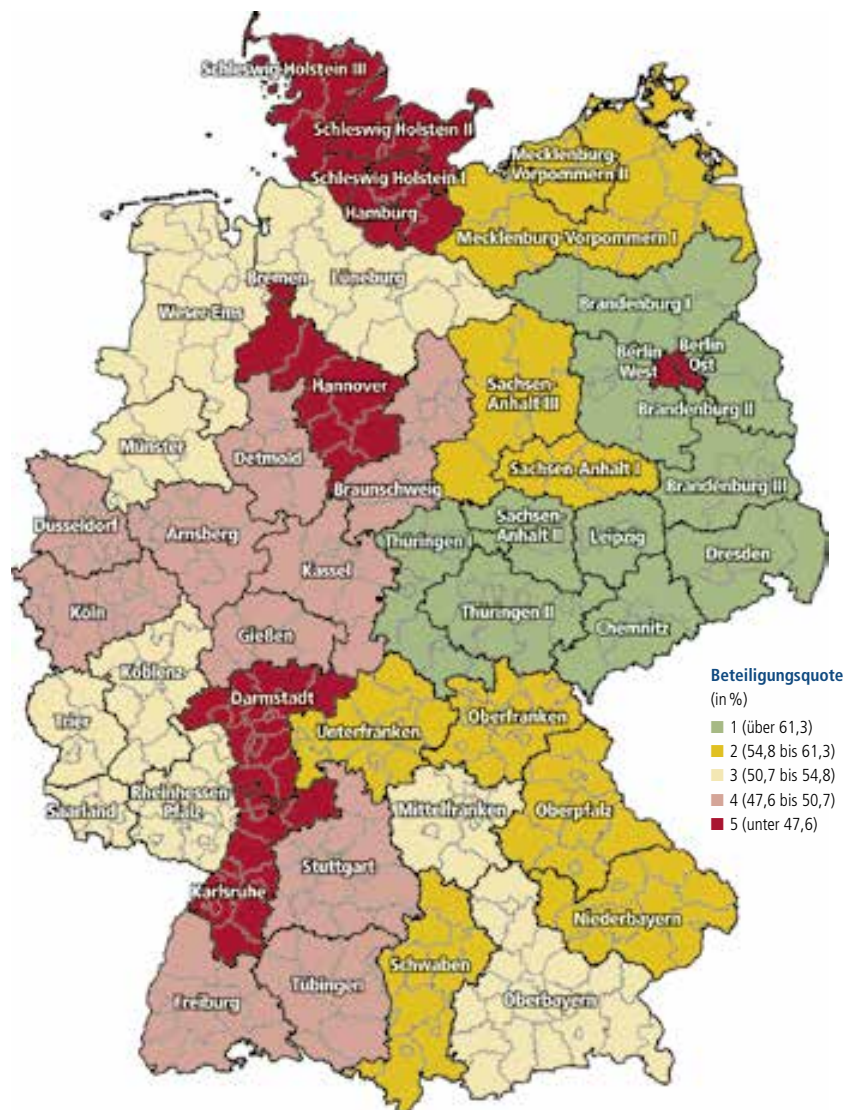 Schleswig-Holstein III
Schleswig Holstein II
Schleswig Holstein I
Hamburg
Mecklenburg-
Vorpommern II
Mecklenburg-Vorpommern I
Bremen
Lüneburg
Weser-Ems
Brandenburg I
Berlin
West
Berlin
Ost
Hannover
Sachsen-
Anhalt III
Brandenburg II
Münster
Detmold
Sachsen-Anhalt I
Braunschweig
Brandenburg III
Düsseldorf
Arnsberg
Thüringen I
Sachsen-
Anhalt II
Leipzig
Dresden
Kassel
Köln
Gießen
Thüringen II
Chemnitz
Koblenz
Darmstadt
Trier
Unterfranken
Oberfranken
Saarland
Rheinhessen-
Pfalz
Mittelfranken
Oberpfalz
Stuttgart
Karlsruhe
Niederbayern
Schwaben
Freiburg
Tübingen
Oberbayern
Beteiligungsquote
(in %)
1 (über 61,3)
2 (54,8 bis 61,3)
3 (50,7 bis 54,8)
4 (47,6 bis 50,7)
5 (unter 47,6)